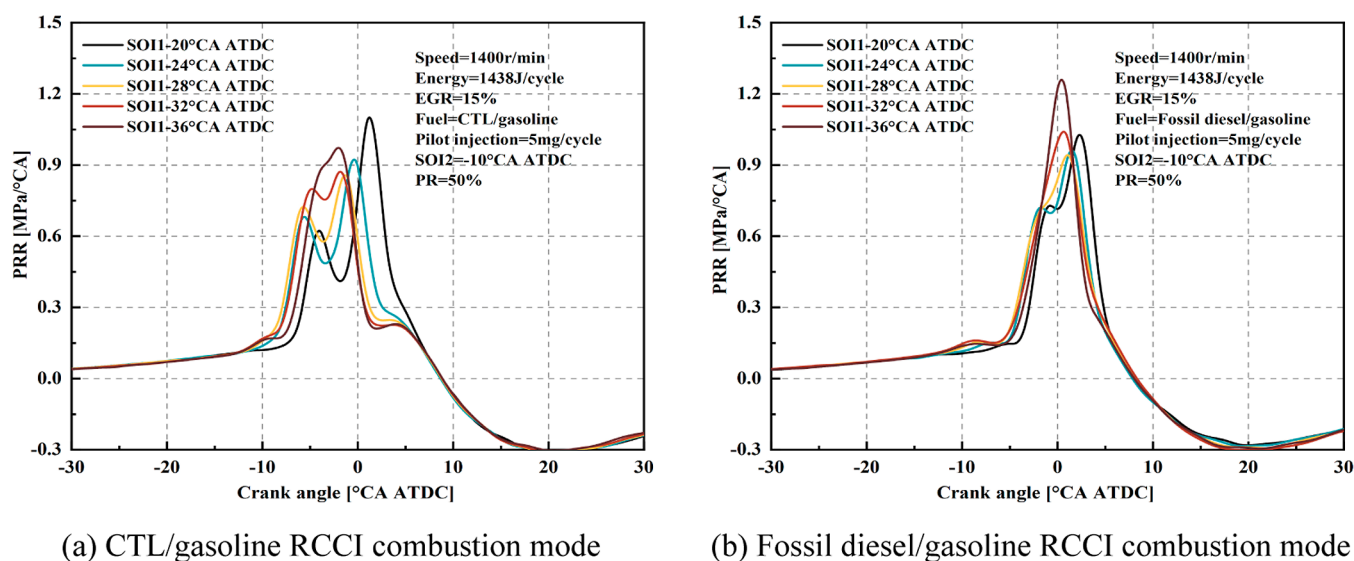 1.5
1.2
0.9
0.6
0.3
0.0
-0.3
PRR [MPa/°CA]
SOI1-20°CA ATDC
SOI1-24°CA ATDC
SOI1-28°CA ATDC
SOI1-32°CA ATDC
SOI1-36°CA ATDC
Speed=1400r/min
Energy=1438J/cycle
EGR=15%
Fuel=CTL/gasoline
Pilot injection=5mg/cycle
SOI2=-10°CA ATDC
PR=50%
-30 -20 -10 0 10 20 30
Crank angle [°CA ATDC]
(a) CTL/gasoline RCCI combustion mode
1.5
1.2
0.9
0.6
0.3
0.0
-0.3
PRR [MPa/°CA]
SOI1-20°CA ATDC
SOI1-24°CA ATDC
SOI1-28°CA ATDC
SOI1-32°CA ATDC
SOI1-36°CA ATDC
Speed=1400r/min
Energy=1438J/cycle
EGR=15%
Fuel=Fossil diesel/gasoline
Pilot injection=5mg/cycle
SOI2=-10°CA ATDC
PR=50%
-30 -20 -10 0 10 20 30
Crank angle [°CA ATDC]
(b) Fossil diesel/gasoline RCCI combustion mode